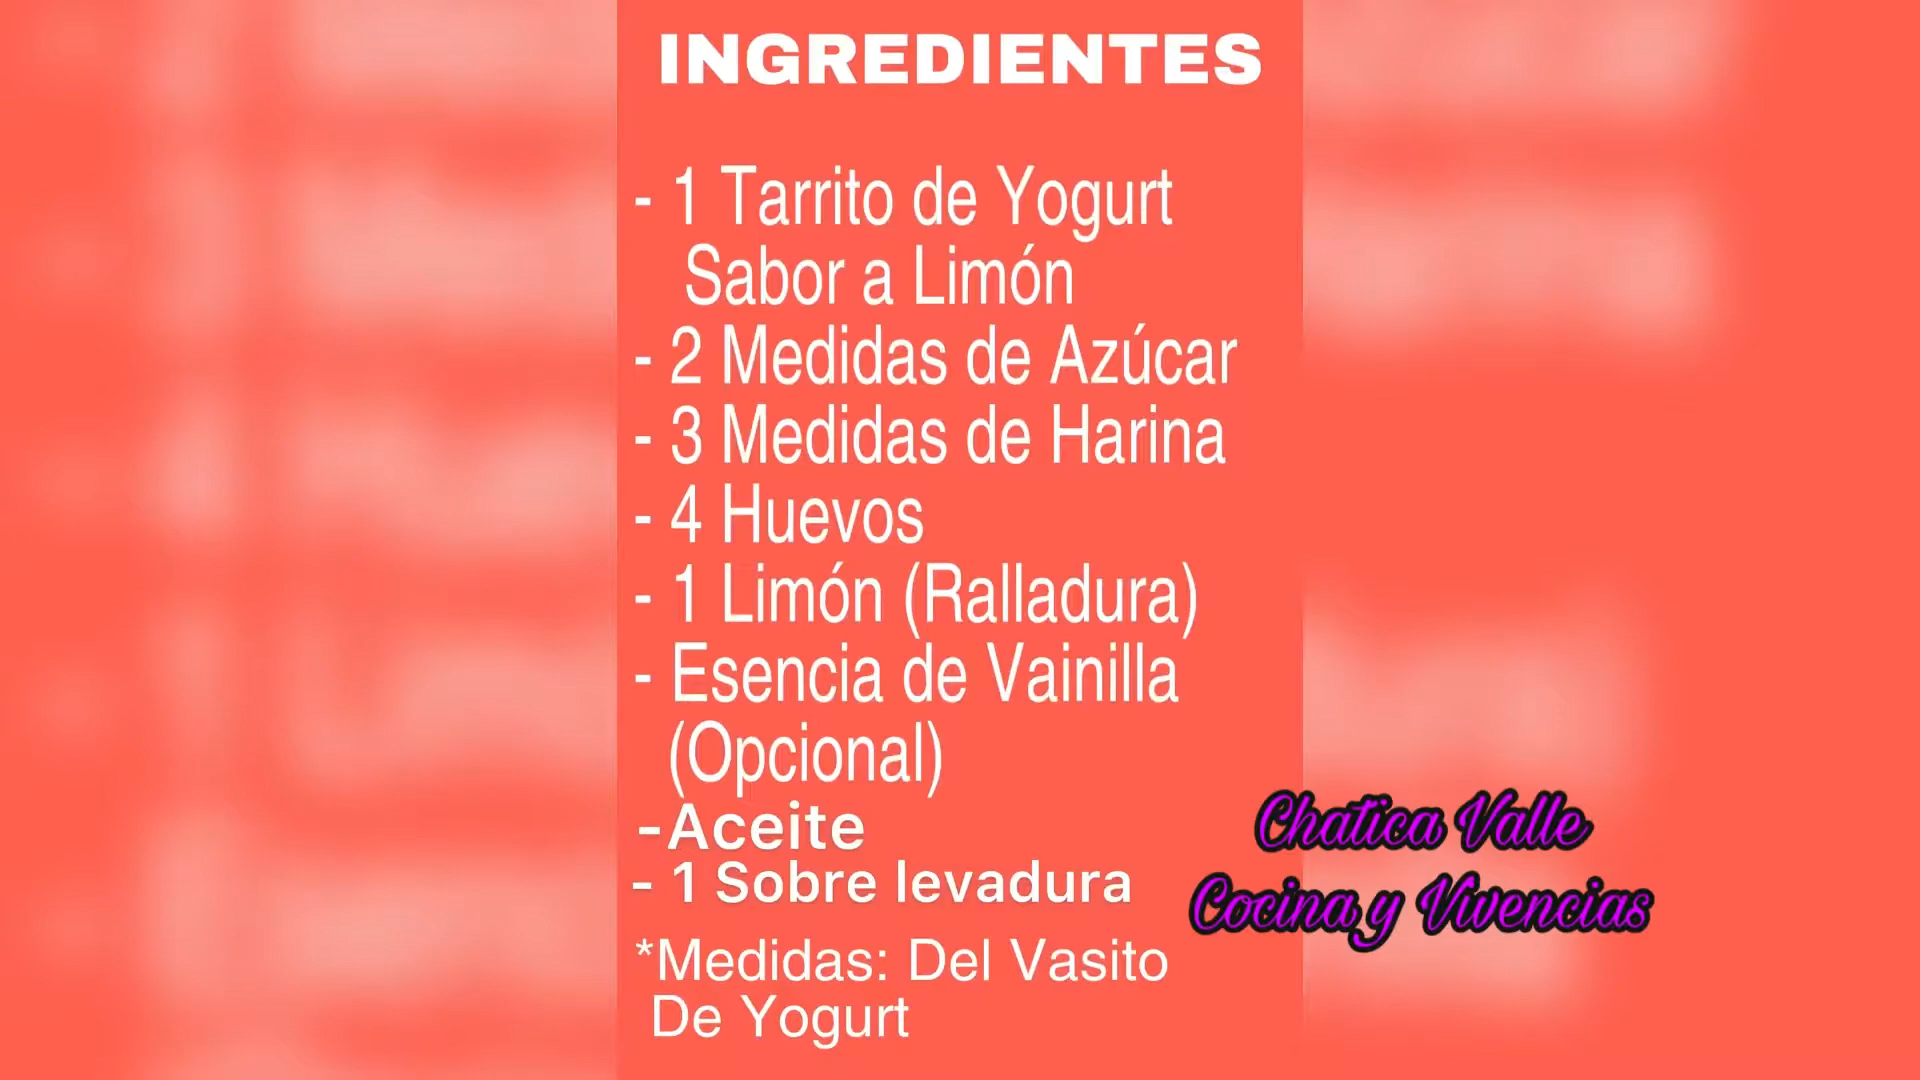 INGREDIENTES
- 1 Tarrito de Yogurt
Sabor a Limón
- 2 Medidas de Azúcar
- 3 Medidas de Harina
- 4 Huevos
- 1 Limón (Ralladura)
- Esencia de Vainilla
(Opcional)
-Aceite
- 1 Sobre levadura
*Medidas: Del Vasito
De Yogurt
Chatica Valle
Cocina y Vivencias